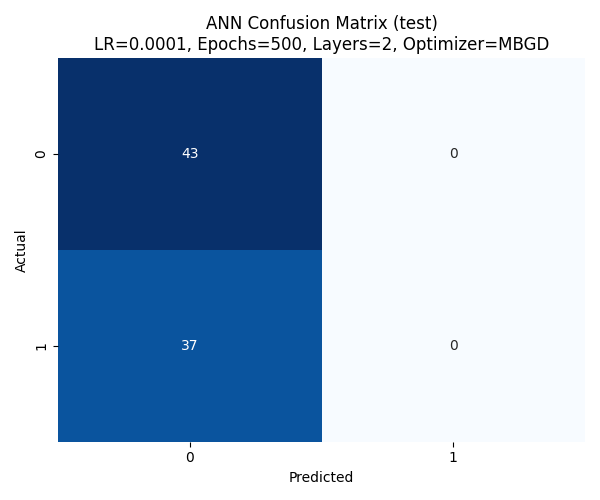 ANN Confusion Matrix (test)
LR=0.0001, Epochs=500, Layers=2, Optimizer=MBGD
Actual
0
43
0
1
37
0
0
1
Predicted